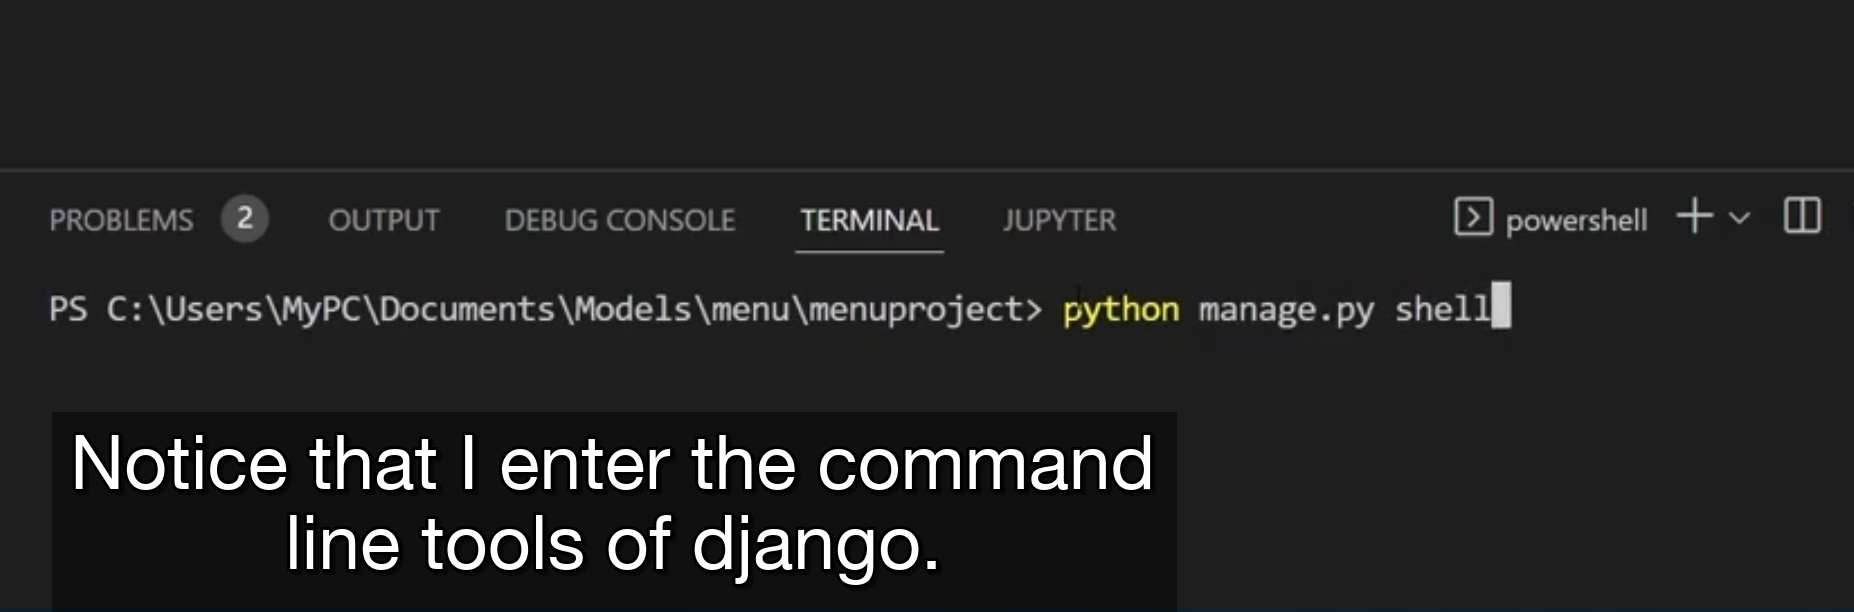 PROBLEMS 2 OUTPUT DEBUG CONSOLE TERMINAL JUPYTER powershell
PS C:\Users\MyPC\Documents\Models\menu\menuproject> python manage.py shell
Notice that I enter the command
line tools of django.